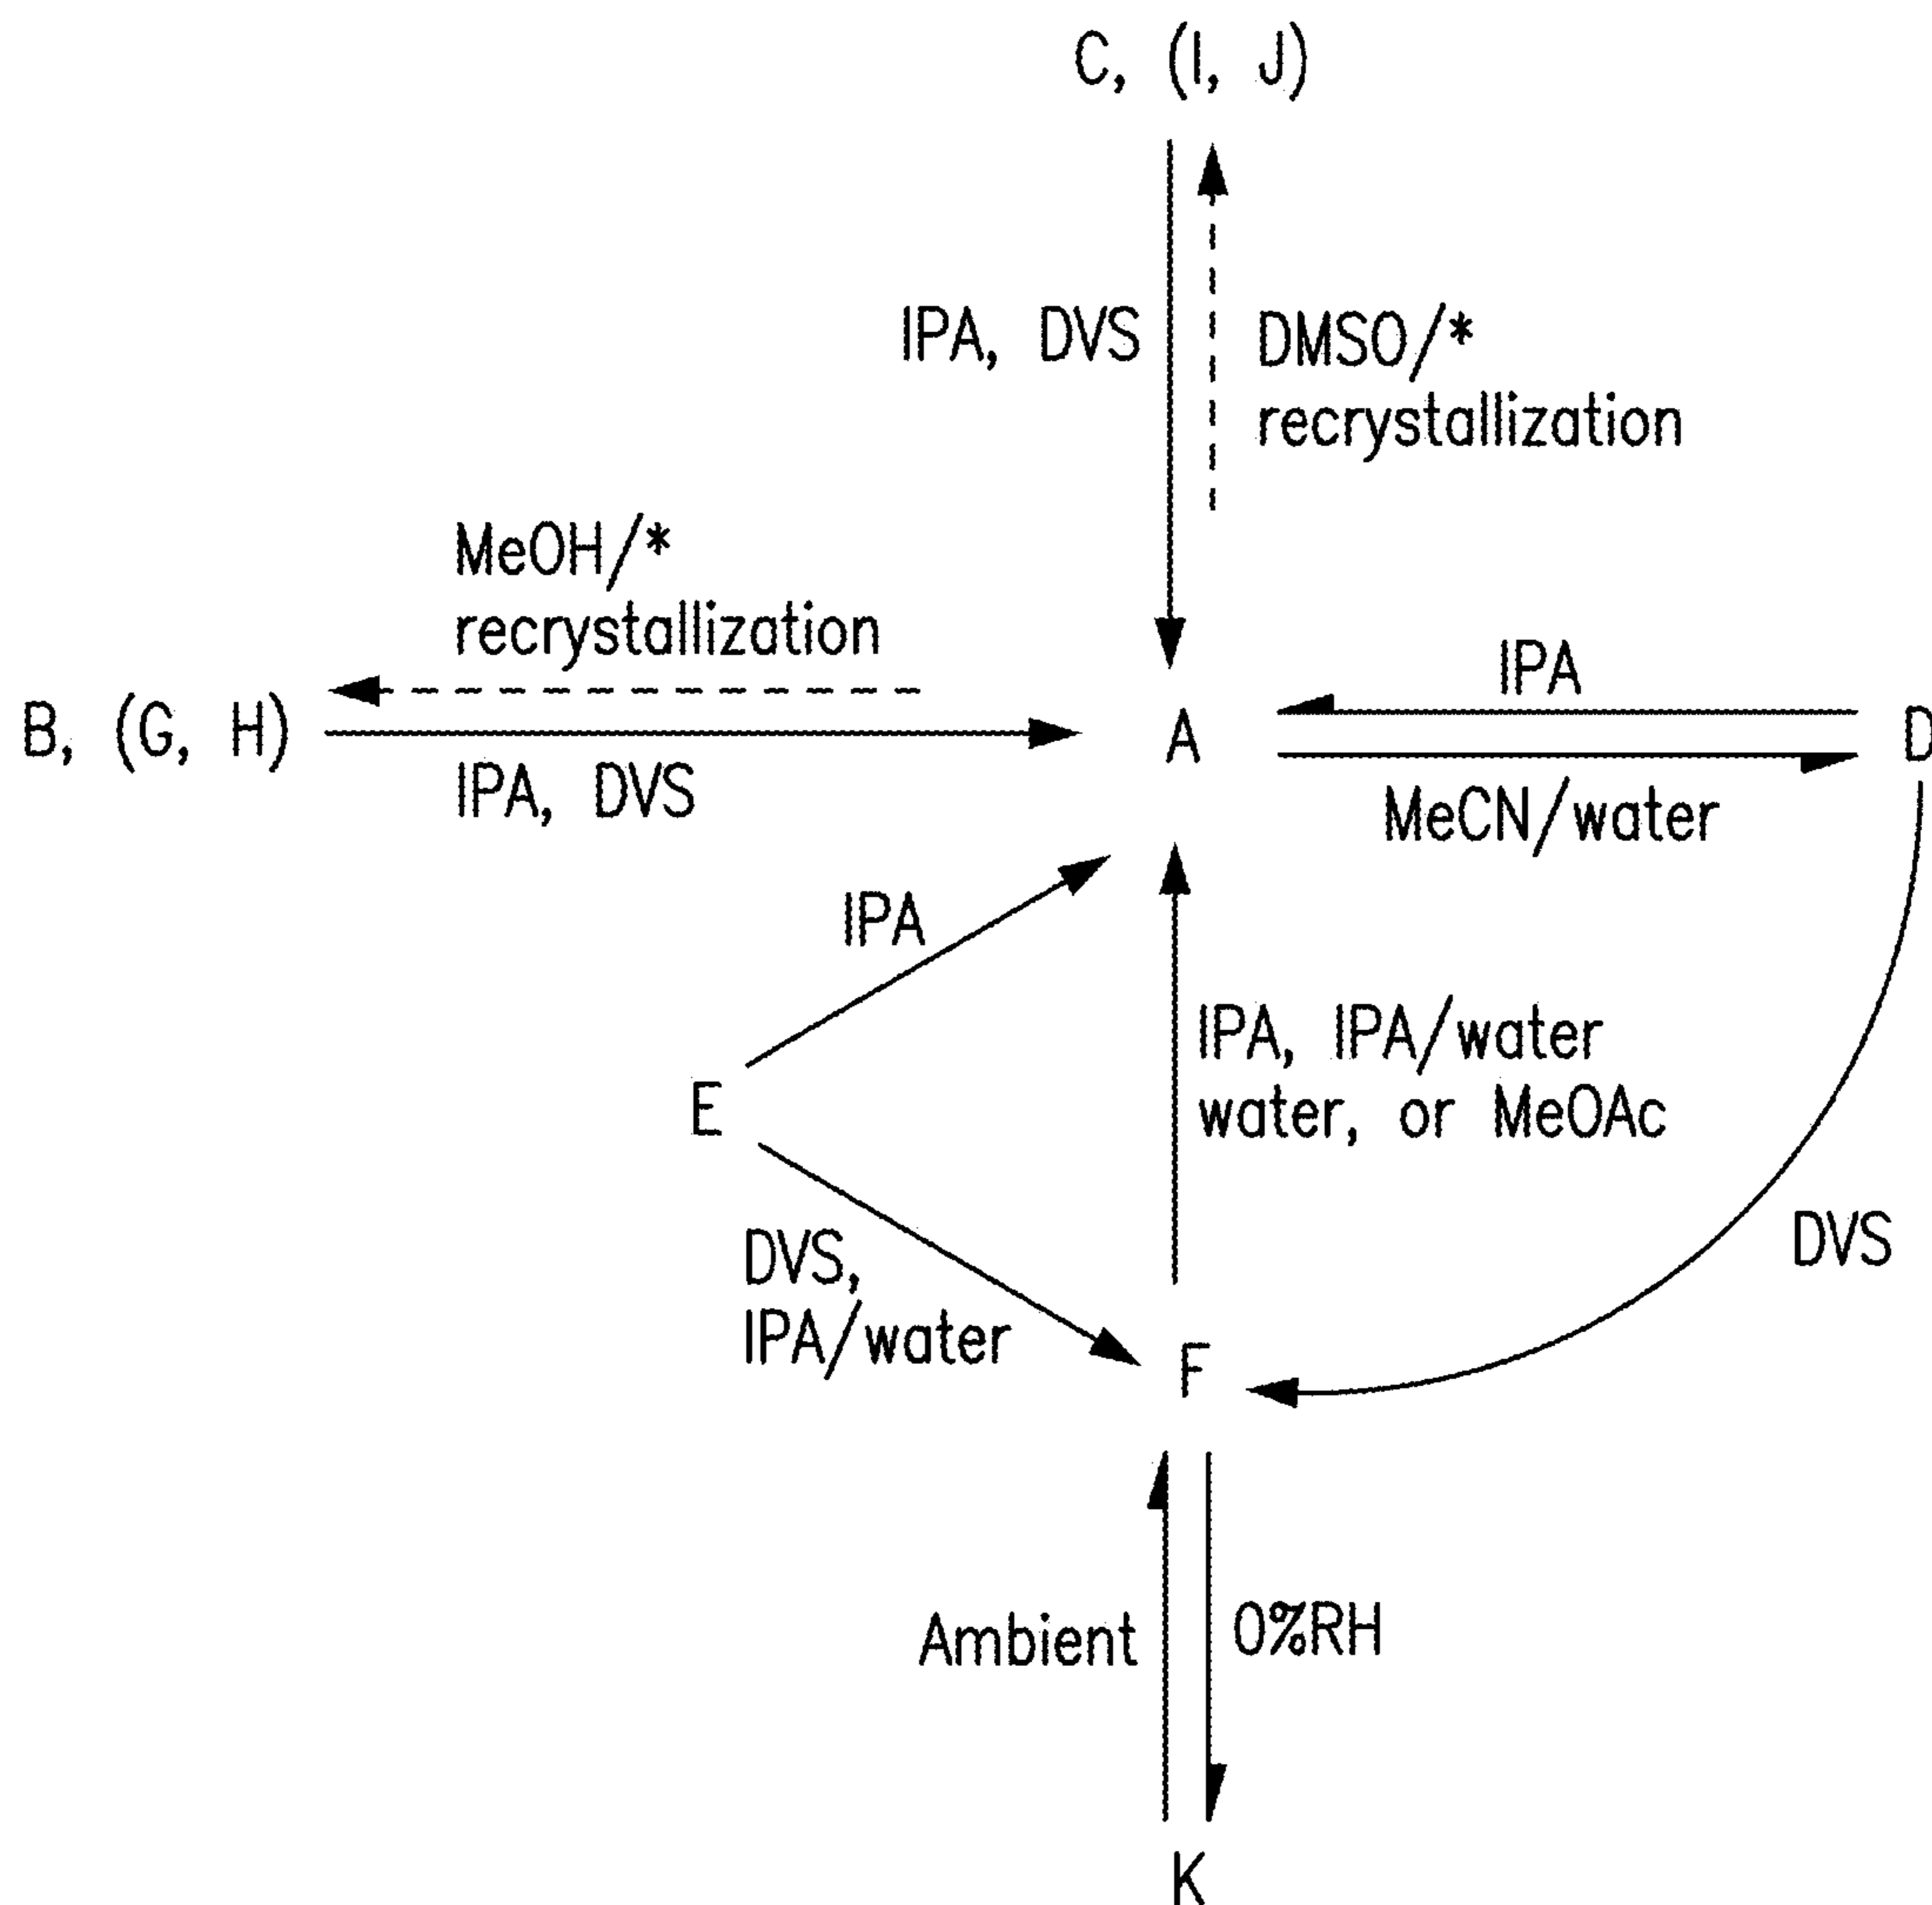 C, (I, J)
IPA, DVS
DMSO/*
recrystallization
MeOH/*
recrystallization
B, (G, H)
IPA, DVS
A
IPA
D
MeCN/water
IPA
IPA, IPA/water
water, or MeOAc
E
DVS,
IPA/water
DVS
F
Ambient
0%RH
K